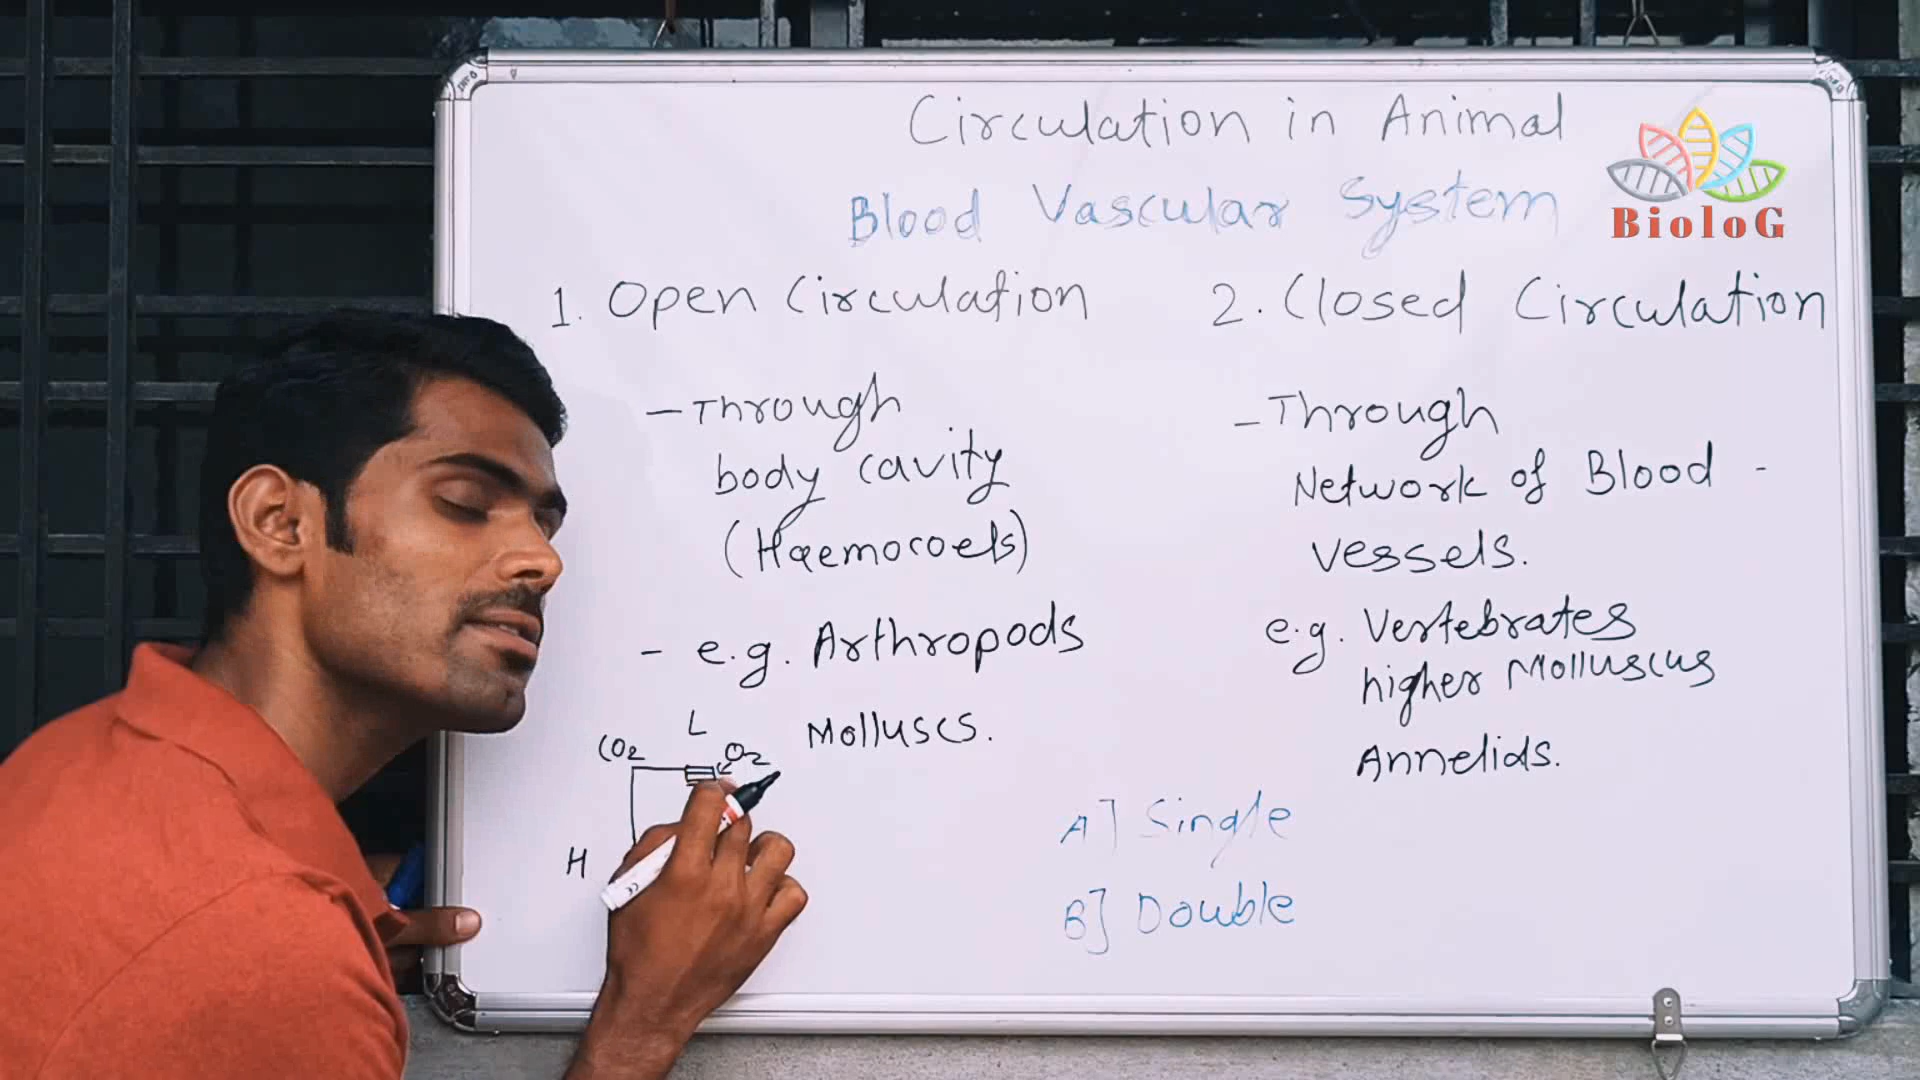 Circulation in Animal
Blood Vascular System
BioloG
1. Open Circulation
- Through
body cavity
(Haemocoels)
- e.g. Arthropods
Molluscs.
L
CO2
O2
H
2. Closed Circulation
- Through
Network of Blood -
vessels.
e.g. Vertebrates
higher Molluscus
Annelids.
A] Single
B] Double